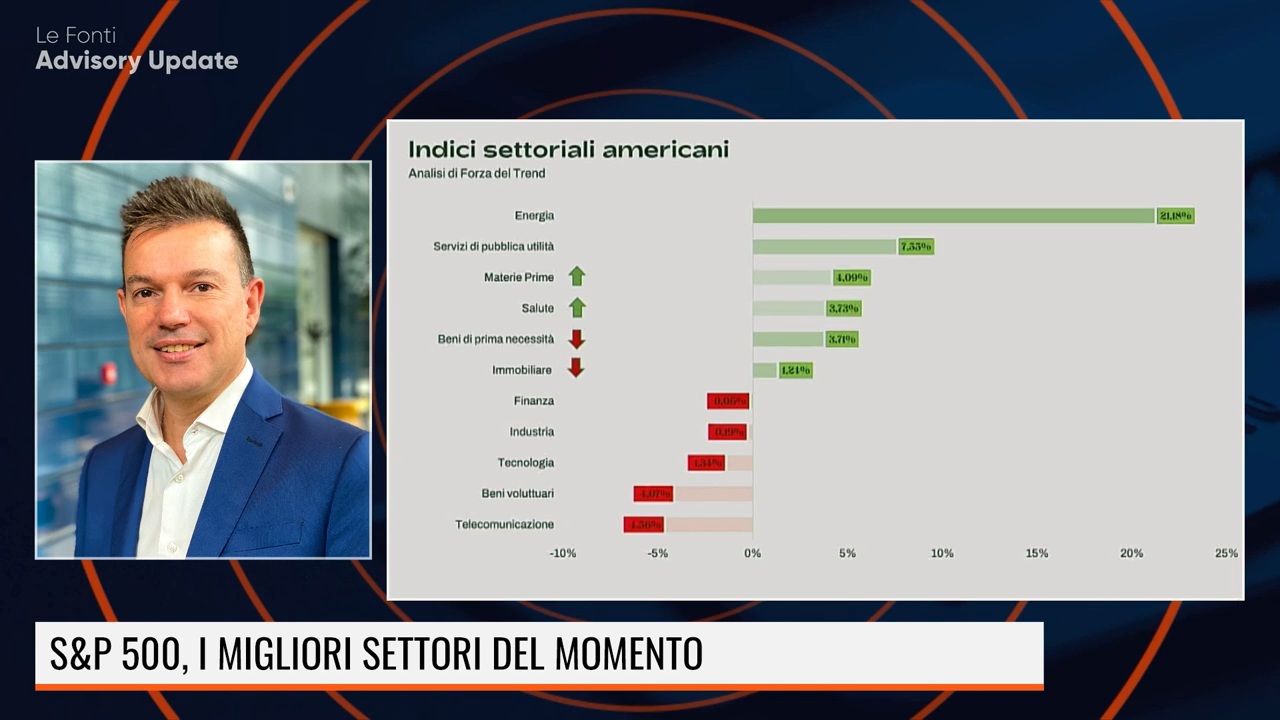 Le Fonti
Advisory Update
Indici settoriali americani
Analisi di Forza del Trend
Energia 21,18%
Servizi di pubblica utilità 7,55%
Materie Prime 4,09%
Salute 3,73%
Beni di prima necessità 3,71%
Immobiliare 1,24%
Finanza
Industria
Tecnologia
Beni voluttuari
Telecomunicazione
-10% -5% 0% 5% 10% 15% 20% 25%
S&P 500, I MIGLIORI SETTORI DEL MOMENTO